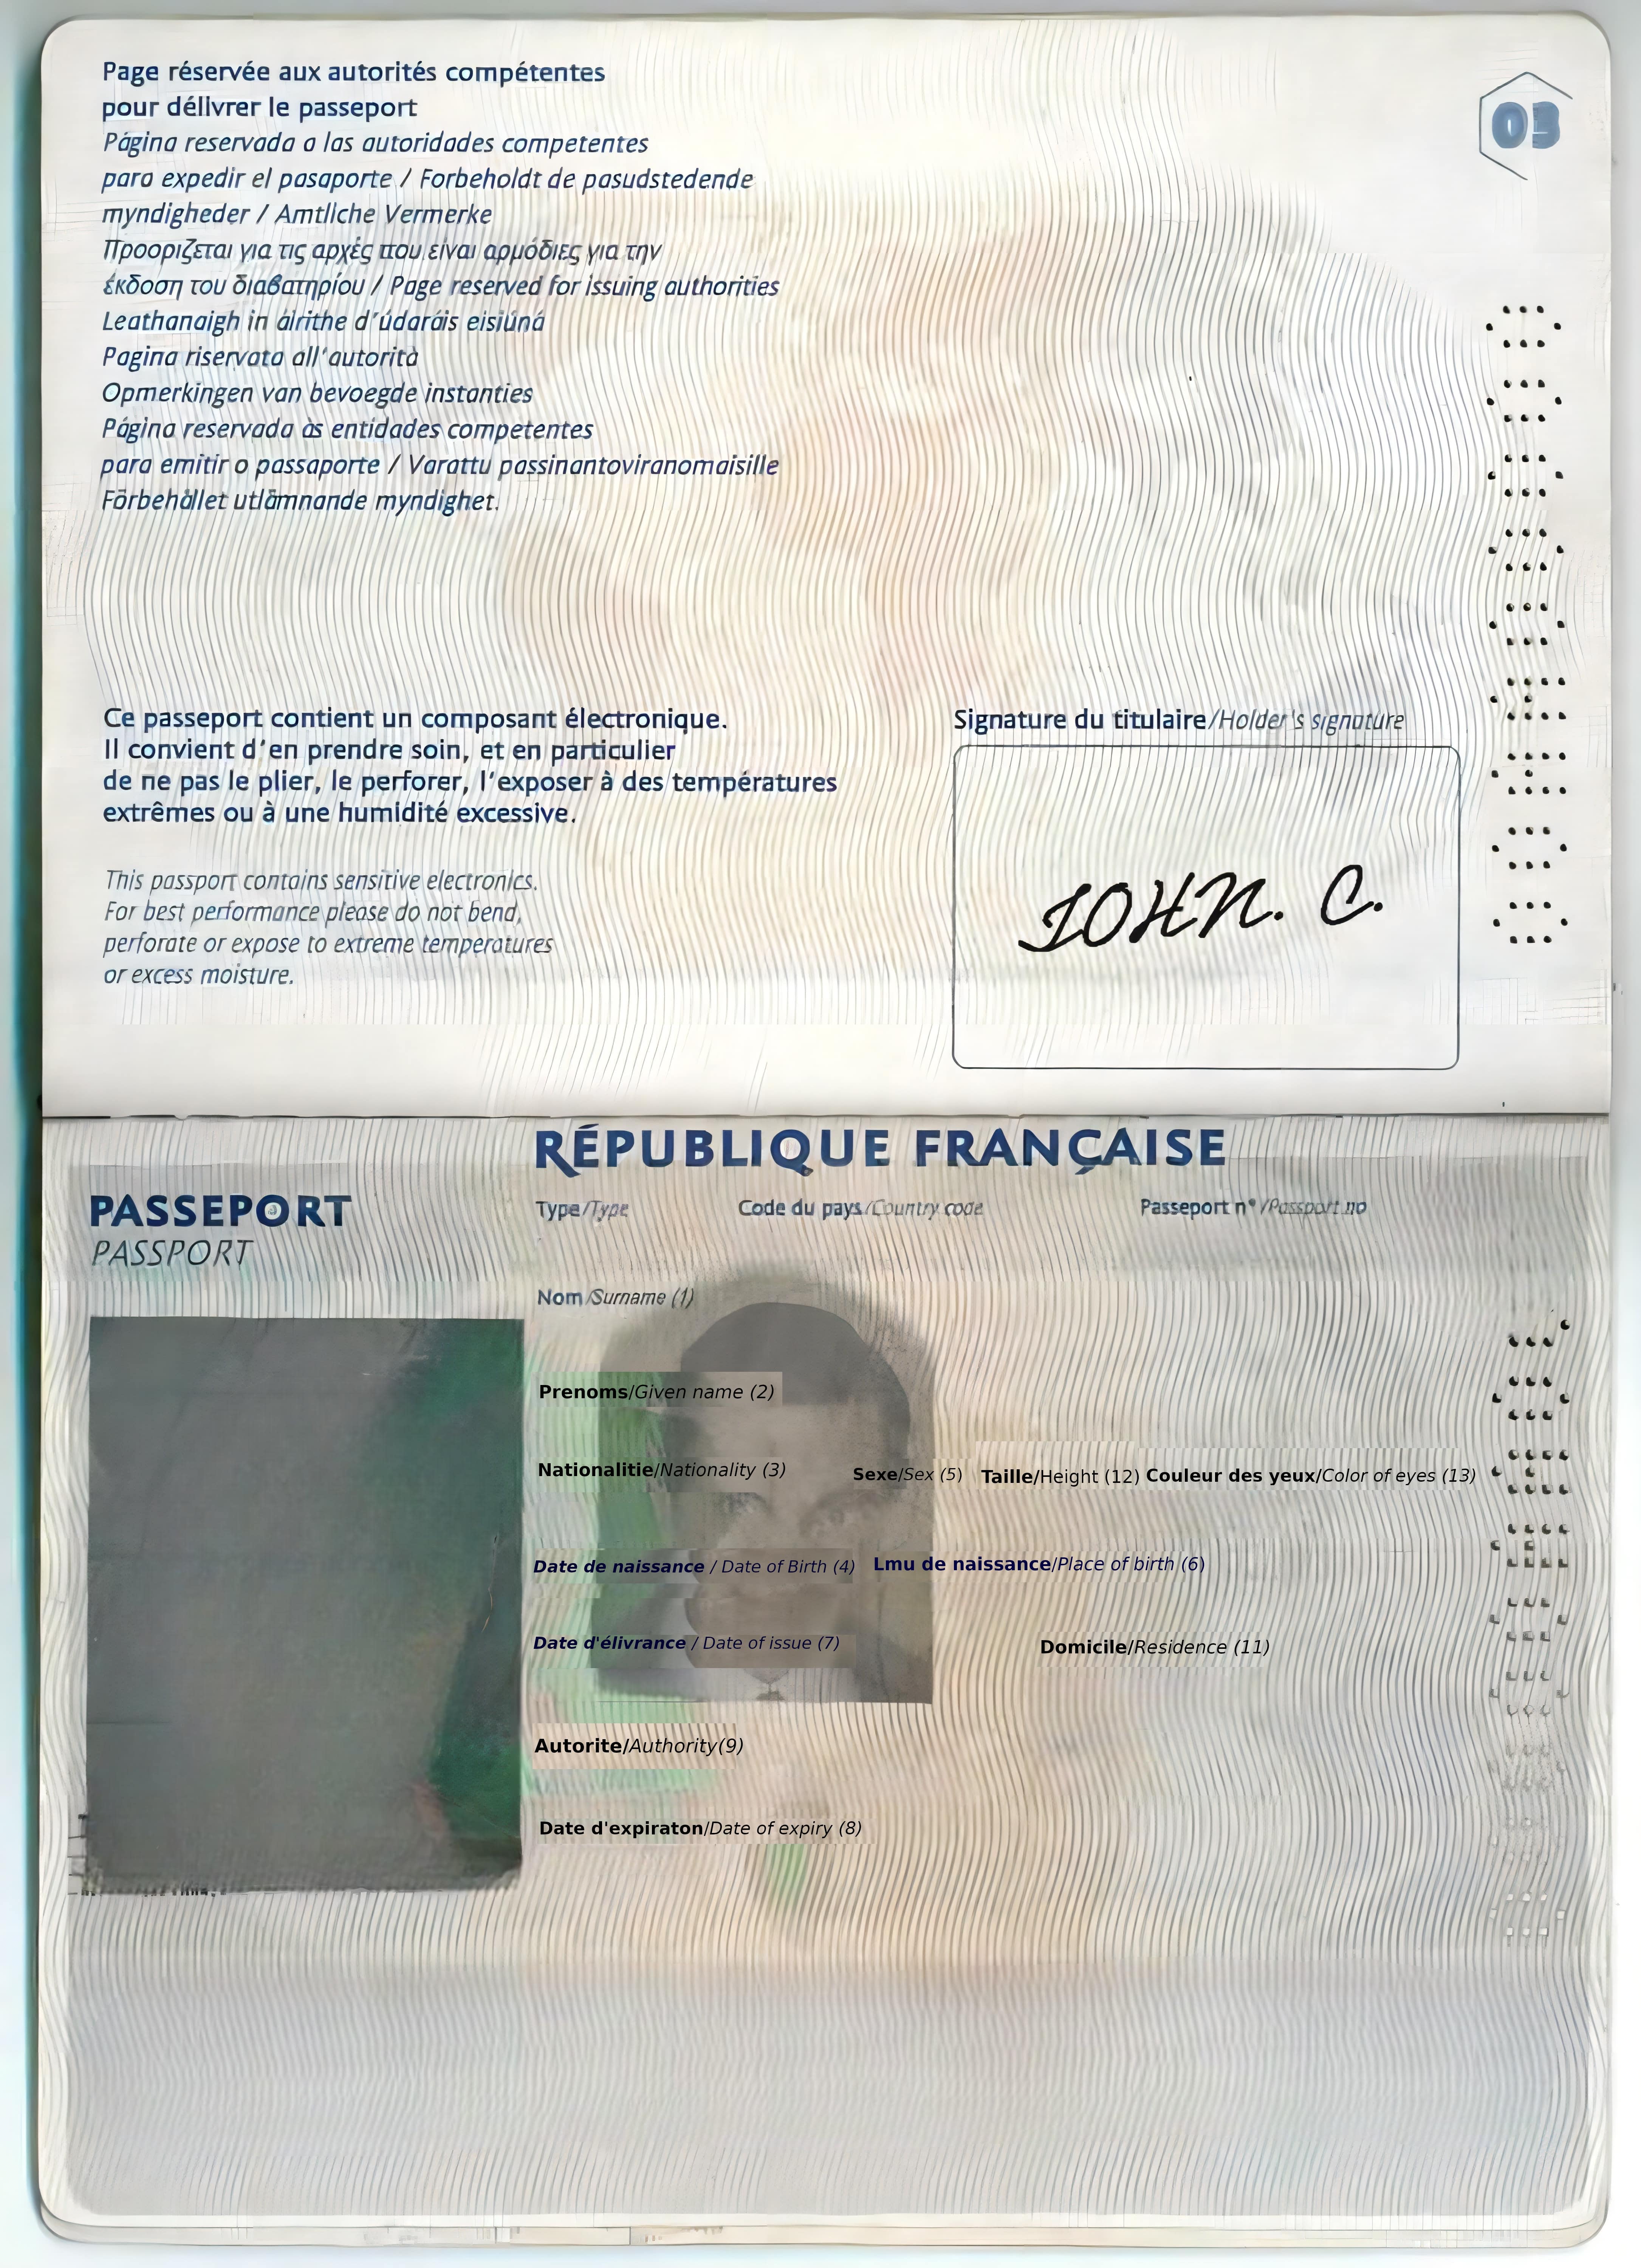 Page réservée aux autorités compétentes
03
pour délivrer le passeport
Página reservada a las autoridades competentes
para expedir el pasaporte / Forbeholdt de pasudstedende
myndigheder / Amtliche Vermerke
Προορίζεται για τις αρχές που είναι αρμόδιες για την
έκδοση του διαβατηρίου / Page reserved for issuing authorities
Leathanaigh in áirithe d'údaráis eisiúná
Pagina riservata all'autorità
Opmerkingen van bevoegde instanties
Página reservada às entidades competentes
para emitir o passaporte / Varattu passinantoviranomaisille
Förbehållet utlämnande myndighet.
Ce passeport contient un composant électronique.
Il convient d'en prendre soin, et en particulier
de ne pas le plier, le perforer, l'exposer à des températures
extrêmes ou à une humidité excessive.
This passport contains sensitive electronics.
For best performance please do not bend,
perforate or expose to extreme temperatures
or excess moisture.
Signature du titulaire/Holder's signature
JOHN. C.
RÉPUBLIQUE FRANÇAISE
PASSEPORT
PASSPORT
Type/Type Code du pays/Country code Passeport n°/Passport no
Nom/Surname (1)
Prenoms/Given name (2)
Nationalitie/Nationality (3) Sexe/Sex (5) Taille/Height (12) Couleur des yeux/Color of eyes (13)
Date de naissance / Date of Birth (4) Lmu de naissance/Place of birth (6)
Date d'élivrance / Date of issue (7) Domicile/Residence (11)
Autorite/Authority(9)
Date d'expiraton/Date of expiry (8)